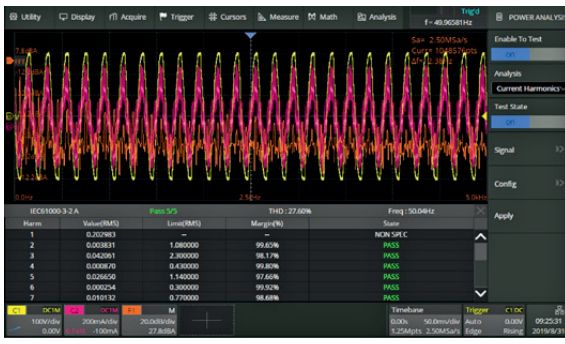 Utility Display Acquire Trigger Cursors Measure Math Analysis Trig'd f = 49.96581Hz POWER ANALYSI
Sa= 2.50MSa/s
Curr= 1048576pts
Enable To Test
on
Analysis
Current Harmonics
Test State
on
Signal
Config
Apply
0.0Hz 2.50Hz 5.0kHz
IEC61000-3-2 A Pass 5/5 THD : 27.60% Freq : 50.04Hz
Harm Value(RMS) Limit(RMS) Margin(%) State
1 0.202983 -- -- NON SPEC
2 0.003831 1.080000 99.65% PASS
3 0.042061 2.300000 98.17% PASS
4 0.000870 0.430000 99.80% PASS
5 0.026650 1.140000 97.66% PASS
6 0.000254 0.300000 99.92% PASS
7 0.010132 0.770000 98.68% PASS
C1 DC1M C2 DC1M F1 M Timebase Trigger C1 DC
100V/div 200mA/div 20.0dB/div 0.00s 50.0ms/div Auto 0.00V 09:25:31
0.00V -100mA 27.8dBA 1.25Mpts 2.50MSa/s Edge Rising 2019/8/31